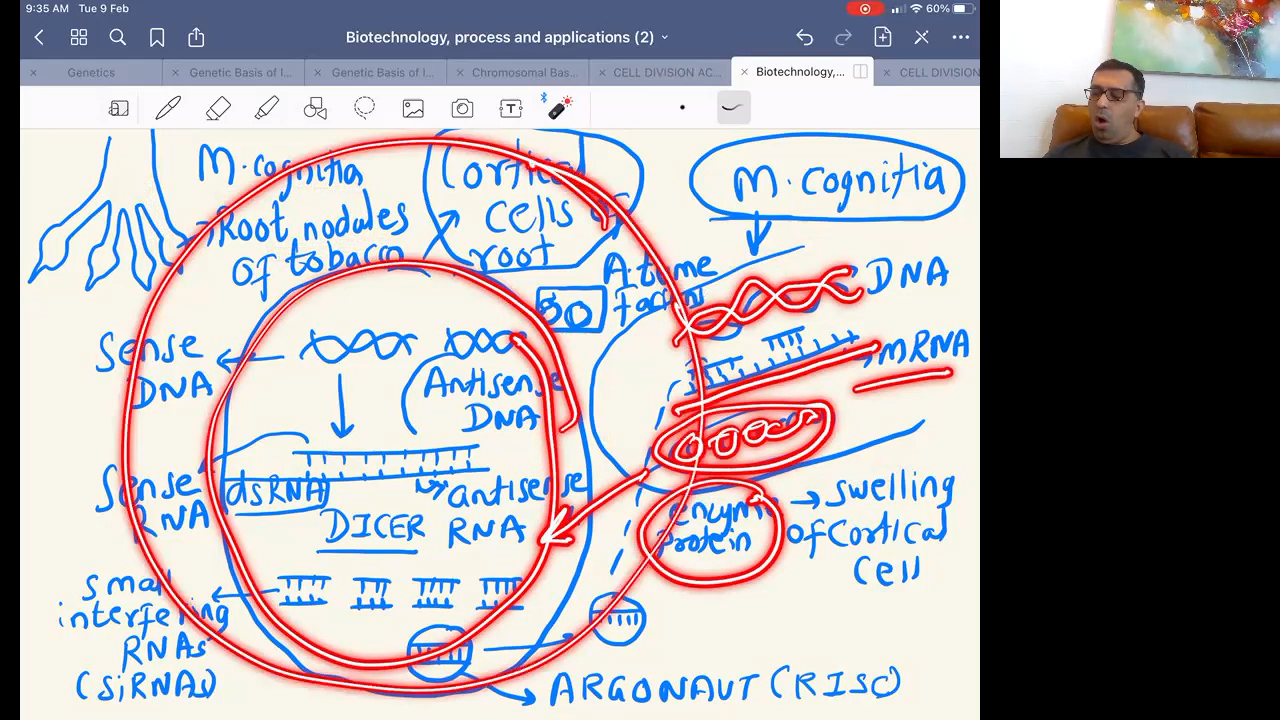 9:35 AM Tue 9 Feb
60%
Biotechnology, process and applications (2)
Genetics
Genetic Basis of I...
Genetic Basis of I...
Chromosomal Bas...
CELL DIVISION AC...
Biotechnology,...
CELL DIVISION
T
M. cognitia
Root nodules
of tobacco
Cortical
cells of
root
M. cognitia
DNA
mRNA
enzyme
protein
→ swelling
of Cortical
cell
Sense
DNA
Antisense
DNA
Sense
RNA
dsRNA
antisense
RNA
DICER
small
interfering
RNAs
(siRNAs)
ARGONAUT (RISC)